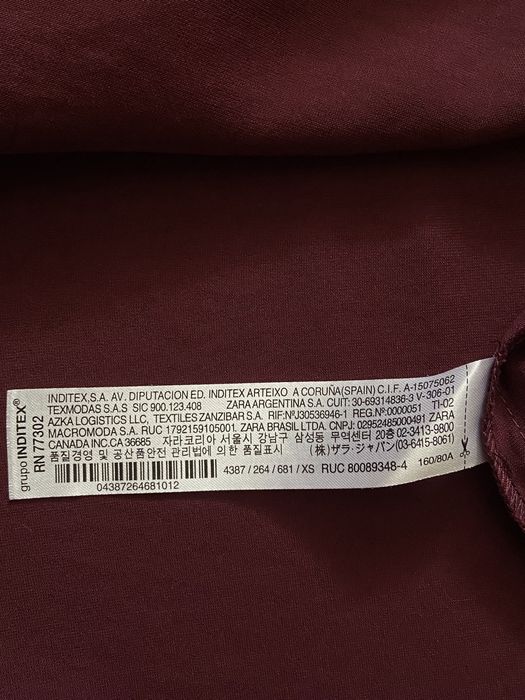 grupo INDITEX®
RN 77302
INDITEX,S.A. AV. DIPUTACION ED. INDITEX ARTEIXO A CORUÑA(SPAIN) C.I.F. A-15075062
TEXMODAS S.A.S SIC 900.123.408 ZARA ARGENTINA S.A. CUIT: 30-69314836-3 V-306-01
AZKA LOGISTICS LLC, TEXTILES ZANZIBAR S.A. RIF:NºJ30536946-1 REG.Nº:0000051 TI-02
MACROMODA S.A. RUC 1792159105001. ZARA BRASIL LTDA. CNPJ: 02952485000491 ZARA
CANADA INC.CA 36685 자라코리아 서울시 강남구 삼성동 무역센터 20층 02-3413-9800
품질경영 및 공산품안전 관리법에 의한 품질표시 (株)ザラ・ジャパン(03-6415-8061)
4387 / 264 / 681 / XS RUC 80089348-4 160/80A
04387264681012